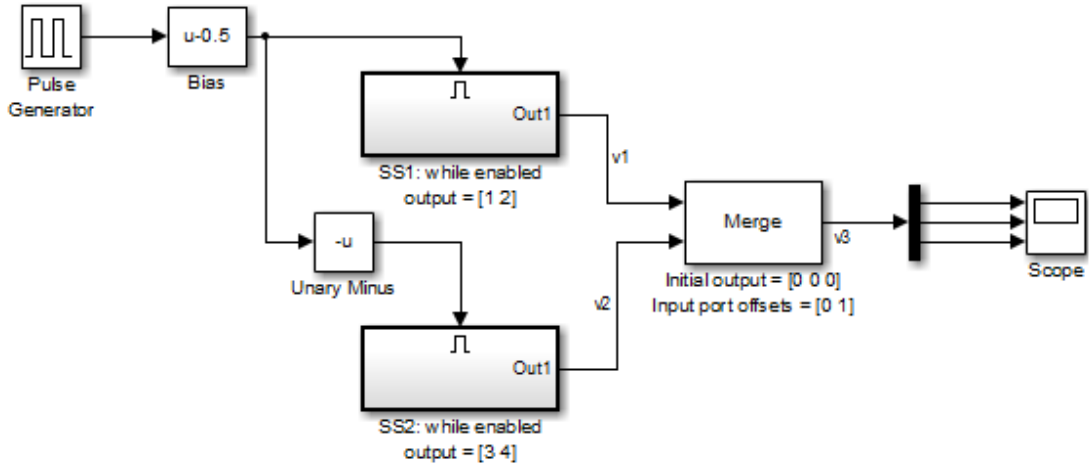 Pulse
Generator
u-0.5
Bias
Out1
SS1: while enabled
output = [1 2]
v1
-u
Unary Minus
Merge
v3
Initial output = [0 0 0]
Input port offsets = [0 1]
Scope
v2
Out1
SS2: while enabled
output = [3 4]